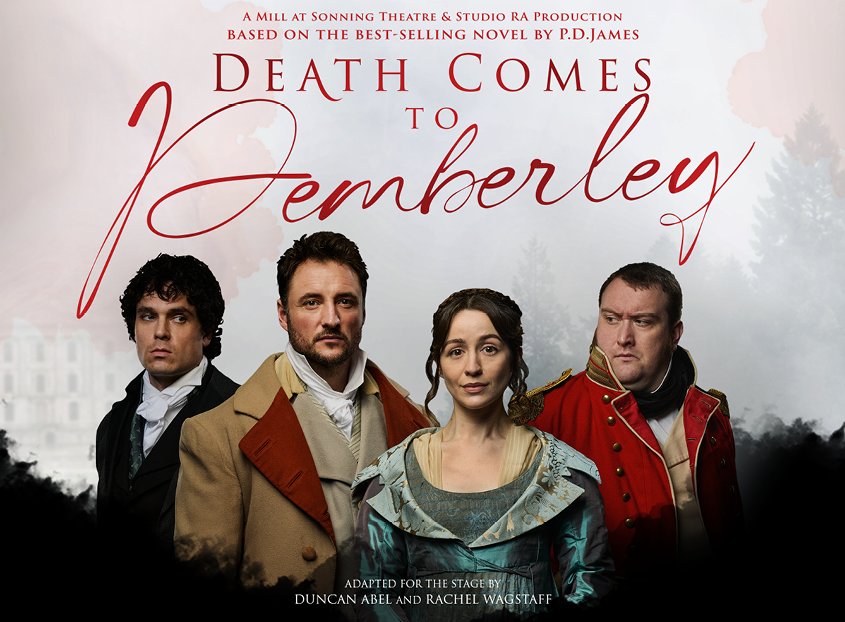 A Mill at Sonning Theatre & Studio RA Production
Based on the best-selling novel by P.D.James
Death Comes
to
Pemberley
Adapted for the stage by
Duncan Abel and Rachel Wagstaff